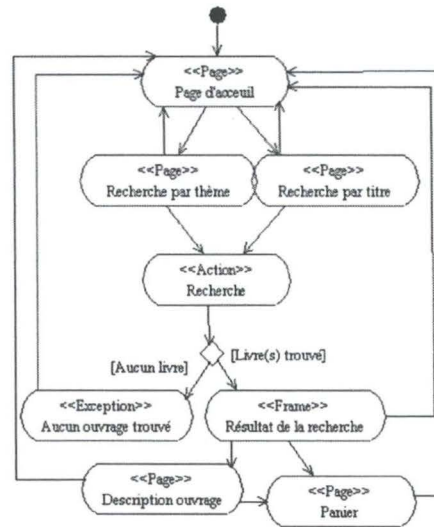 <<Page>>
Page d'acceuil
<<Page>>
Recherche par thème
<<Page>>
Recherche par titre
<<Action>>
Recherche
[Aucun livre]
[Livre(s) trouvé]
<<Exception>>
Aucun ouvrage trouvé
<<Frame>>
Résultat de la recherche
<<Page>>
Description ouvrage
<<Page>>
Panier